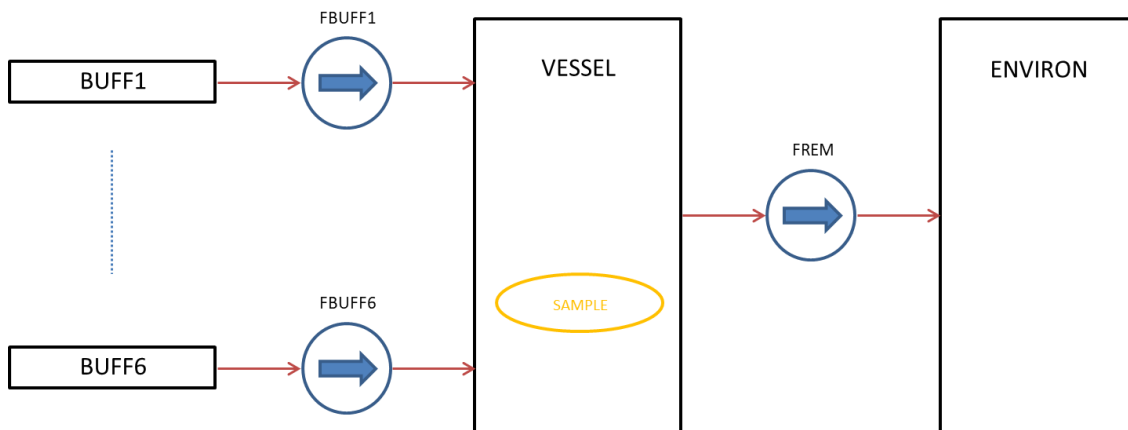 FBUFF1
BUFF1
VESSEL
ENVIRON
FREM
SAMPLE
FBUFF6
BUFF6